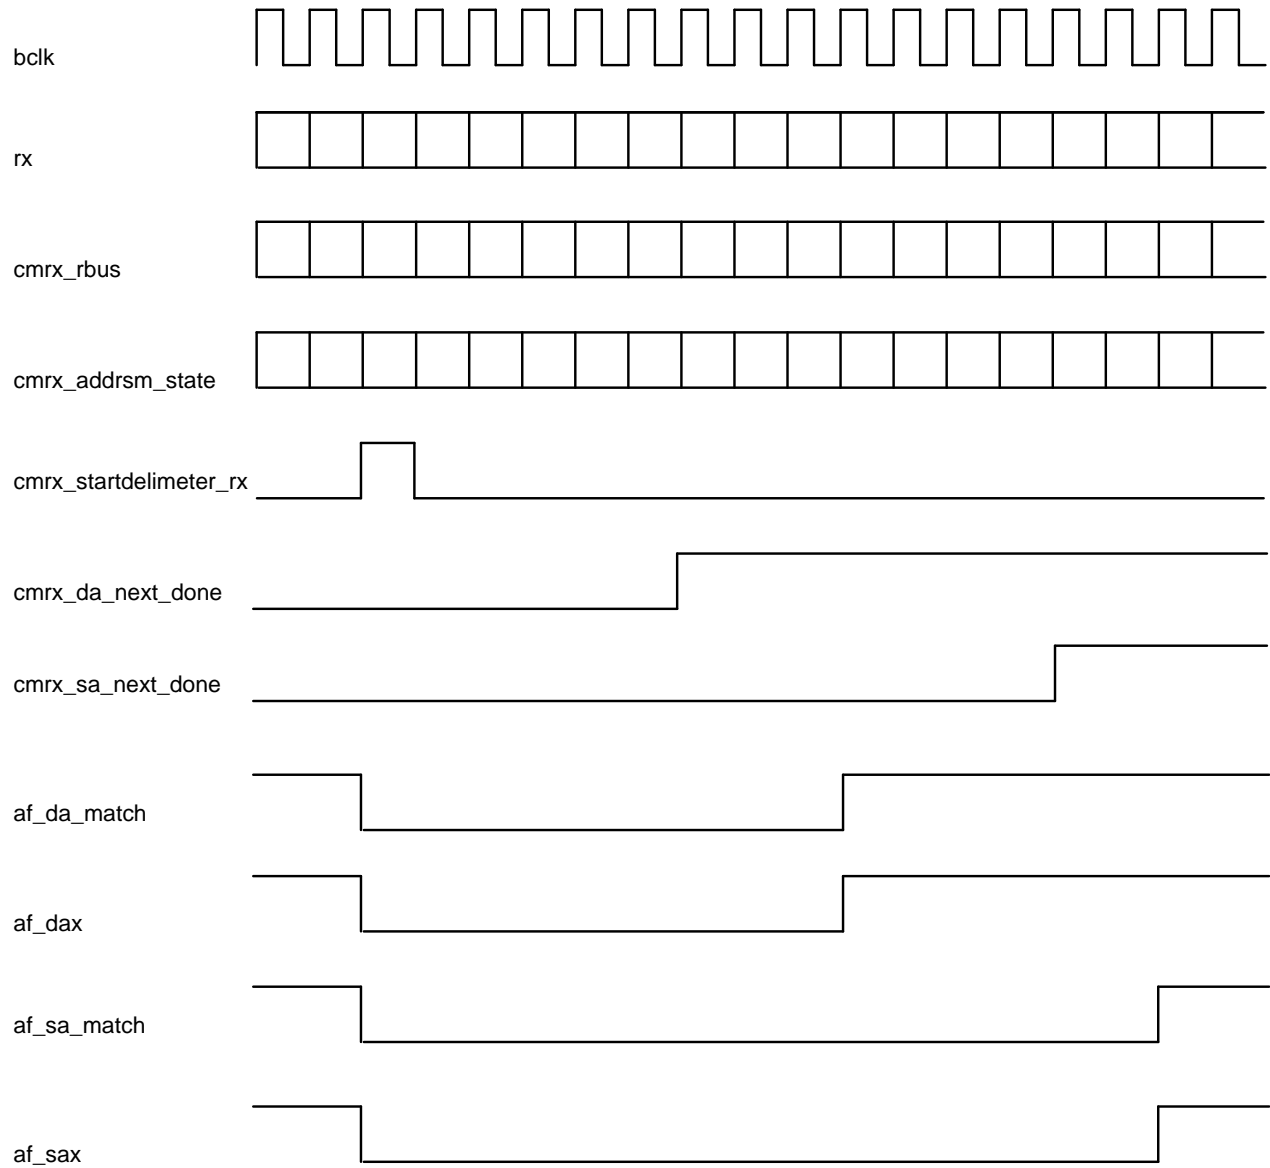 bclk
rx
cmrx_rbus
cmrx_addrsm_state
cmrx_startdelimeter_rx
cmrx_da_next_done
cmrx_sa_next_done
af_da_match
af_dax
af_sa_match
af_sax